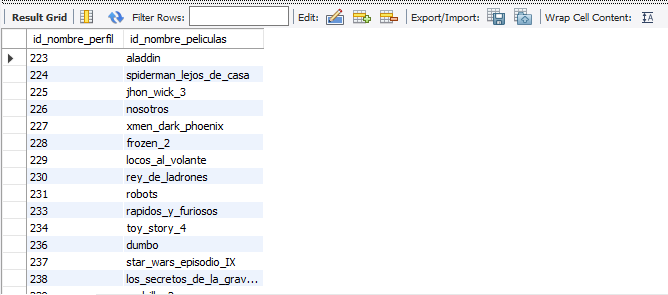 Result Grid Filter Rows: Edit: Export/Import: Wrap Cell Content:
id_nombre_perfil id_nombre_peliculas
223 aladdin
224 spiderman_lejos_de_casa
225 jhon_wick_3
226 nosotros
227 xmen_dark_phoenix
228 frozen_2
229 locos_al_volante
230 rey_de_ladrones
231 robots
233 rapidos_y_furiosos
234 toy_story_4
236 dumbo
237 star_wars_episodio_IX
238 los_secretos_de_la_grav...